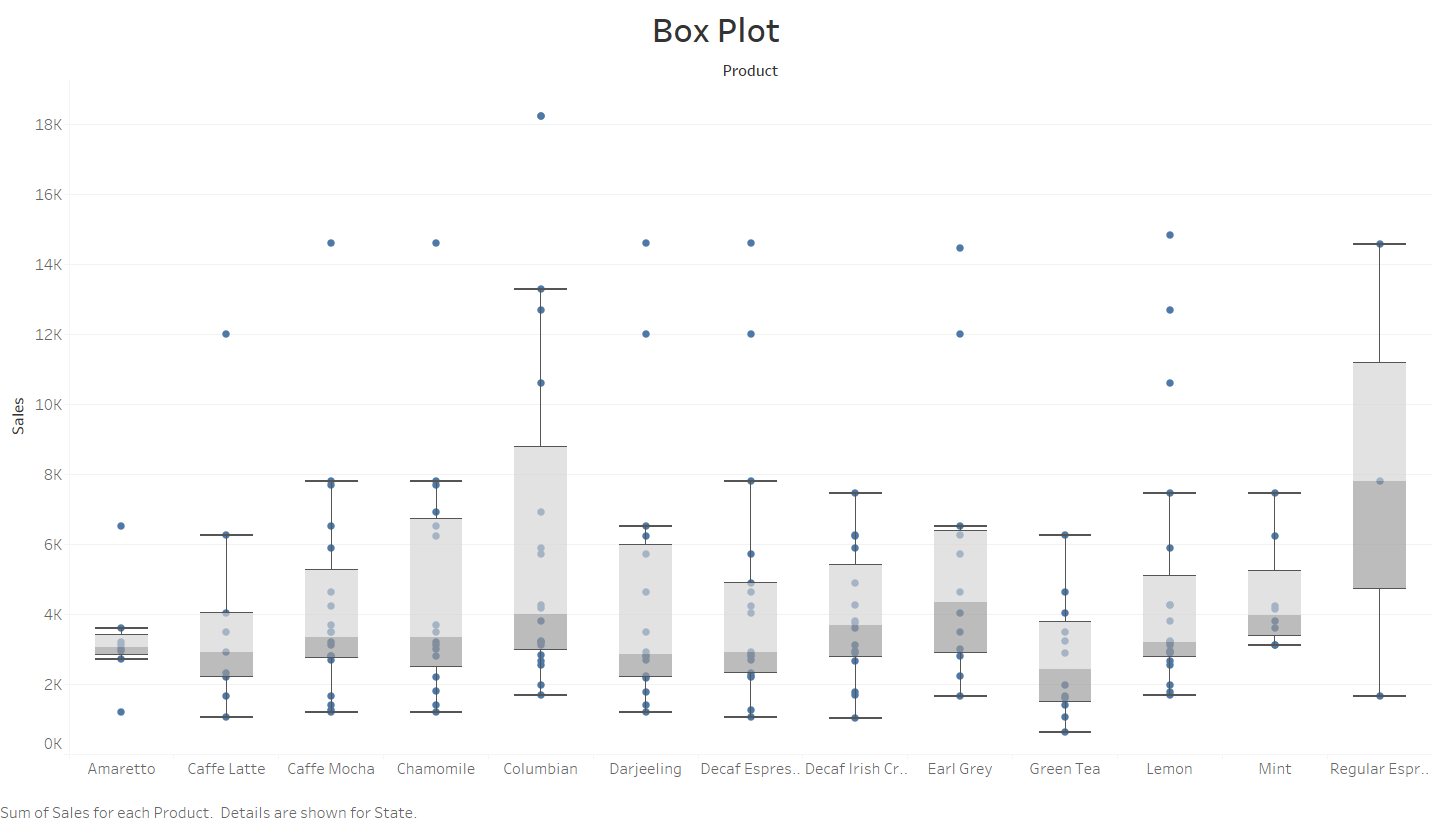 Box Plot
Product
18K
16K
14K
12K
10K
8K
6K
4K
2K
0K
Sales
Amaretto Caffe Latte Caffe Mocha Chamomile Columbian Darjeeling Decaf Espres.. Decaf Irish Cr.. Earl Grey Green Tea Lemon Mint Regular Espr..
Sum of Sales for each Product. Details are shown for State.